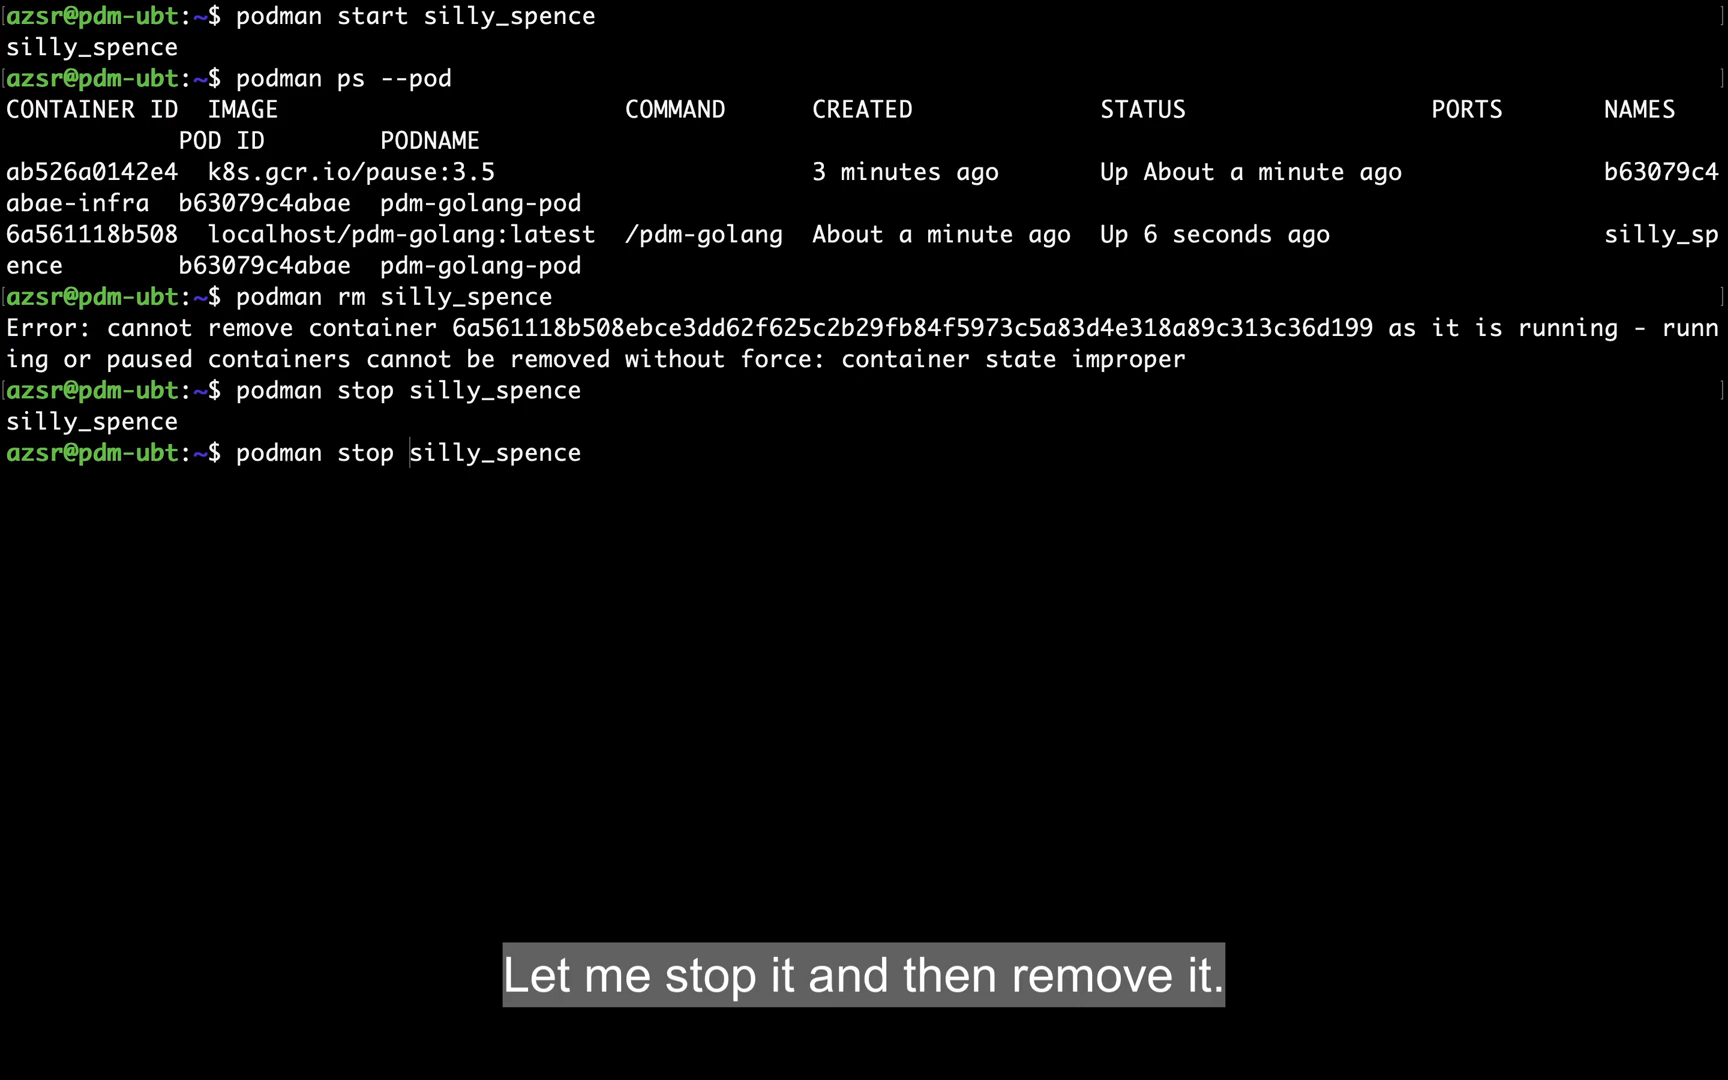 azsr@pdm-ubt:~$ podman start silly_spence
silly_spence
azsr@pdm-ubt:~$ podman ps --pod
CONTAINER ID  IMAGE                        COMMAND      CREATED             STATUS                 PORTS       NAMES
            POD ID        PODNAME
ab526a0142e4  k8s.gcr.io/pause:3.5                      3 minutes ago       Up About a minute ago              b63079c4
abae-infra  b63079c4abae  pdm-golang-pod
6a561118b508  localhost/pdm-golang:latest  /pdm-golang  About a minute ago  Up 6 seconds ago                   silly_sp
ence        b63079c4abae  pdm-golang-pod
azsr@pdm-ubt:~$ podman rm silly_spence
Error: cannot remove container 6a561118b508ebce3dd62f625c2b29fb84f5973c5a83d4e318a89c313c36d199 as it is running - runn
ing or paused containers cannot be removed without force: container state improper
azsr@pdm-ubt:~$ podman stop silly_spence
silly_spence
azsr@pdm-ubt:~$ podman stop silly_spence
Let me stop it and then remove it.